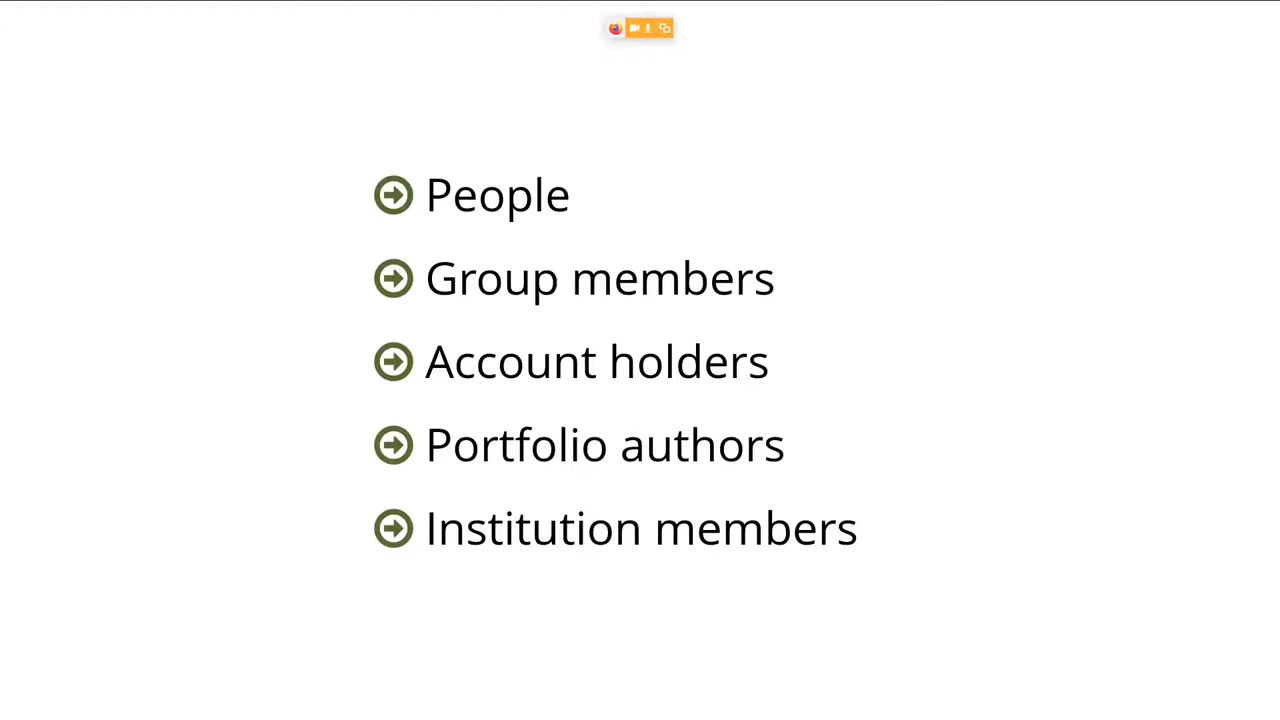 People
Group members
Account holders
Portfolio authors
Institution members